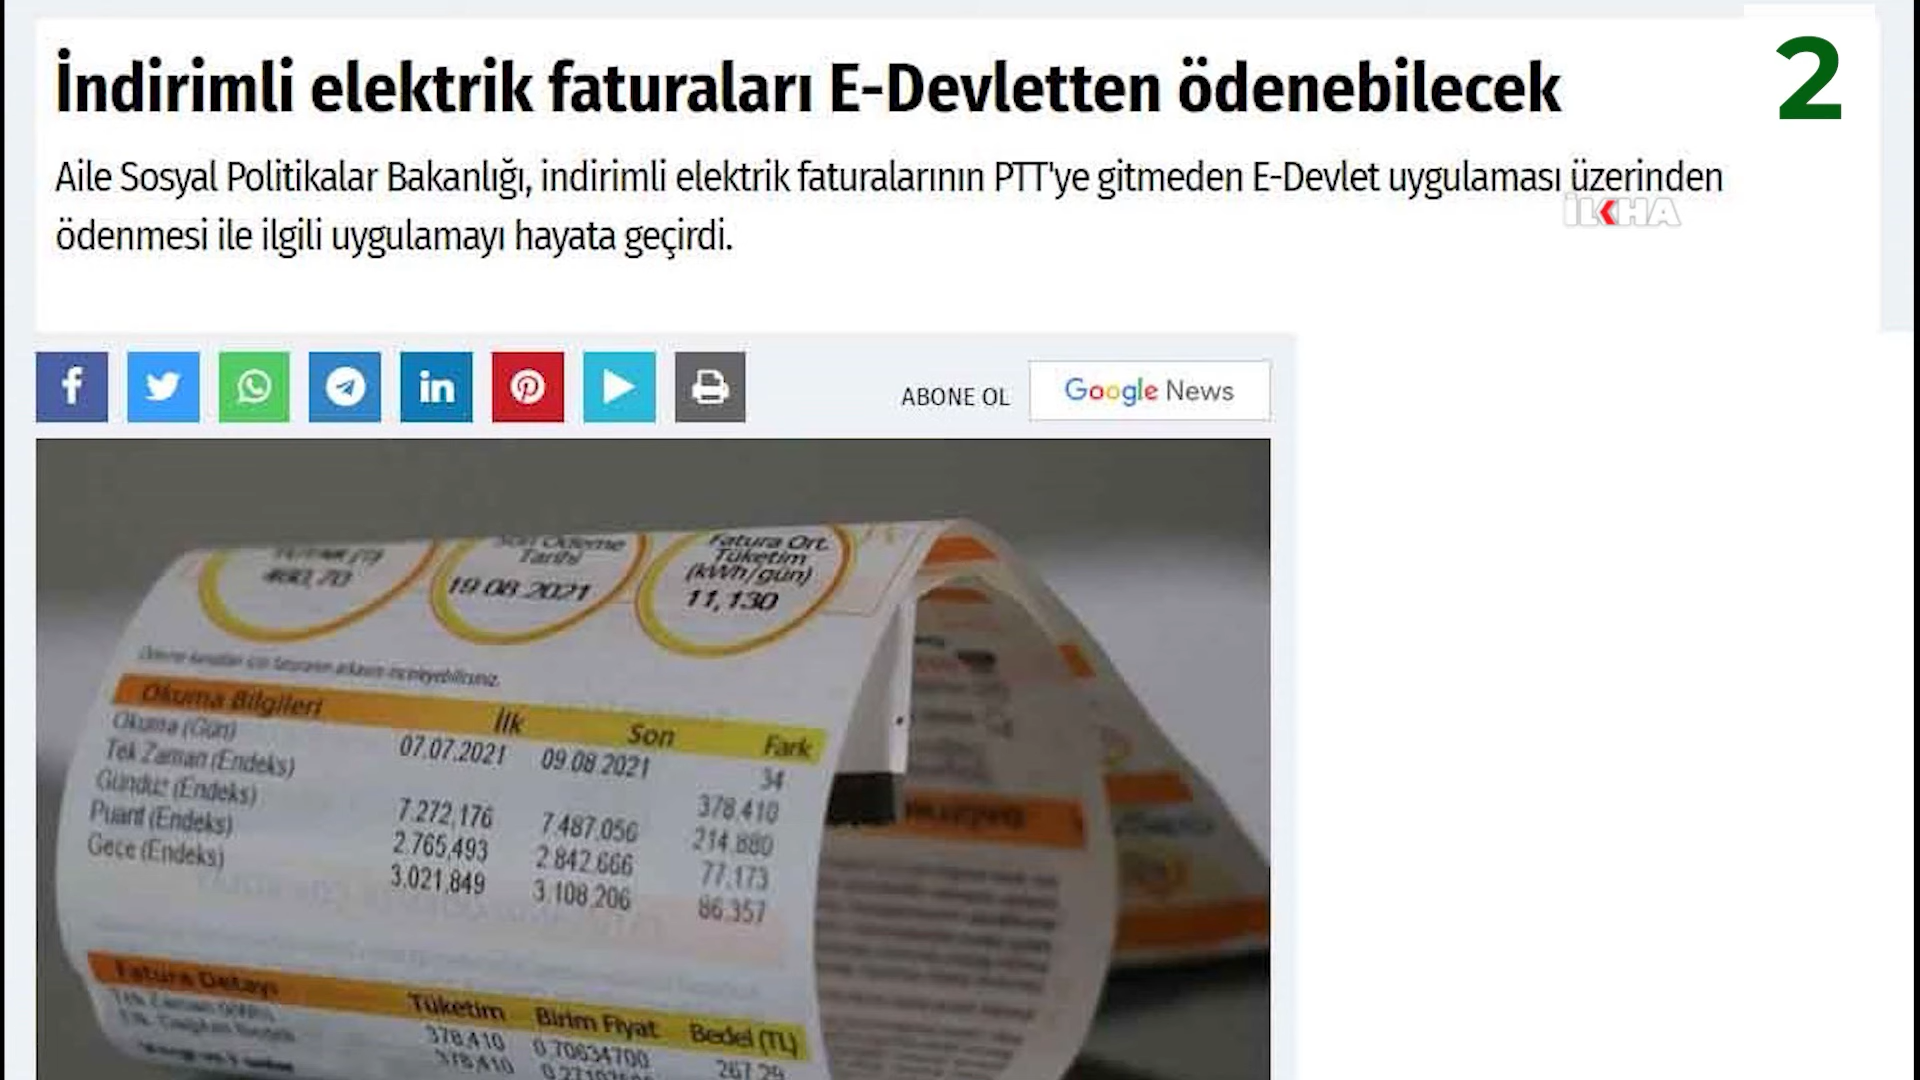 İndirimli elektrik faturaları E-Devletten ödenebilecek
2
Aile Sosyal Politikalar Bakanlığı, indirimli elektrik faturalarının PTT'ye gitmeden E-Devlet uygulaması üzerinden
İLKHA
ödenmesi ile ilgili uygulamayı hayata geçirdi.
ABONE OL
Google News
Son Ödeme
Tarihi
19.08.2021
Fatura Ort.
Tüketim
(kWh/gün)
11,130
Okuma Bilgileri İlk Son Fark
Okuma (Gün) 07.07.2021 09.08.2021 34
Tek Zaman (Endeks) 378.410
Gündüz (Endeks) 7.272,176 7.487.056 214.880
Puant (Endeks) 2.765,493 2.842.666 77.173
Gece (Endeks) 3.021,849 3.108.206 86.357
Fatura Detayı Tüketim Birim Fiyat Bedel (TL)
378.410 0.70634700 267.29
378.410